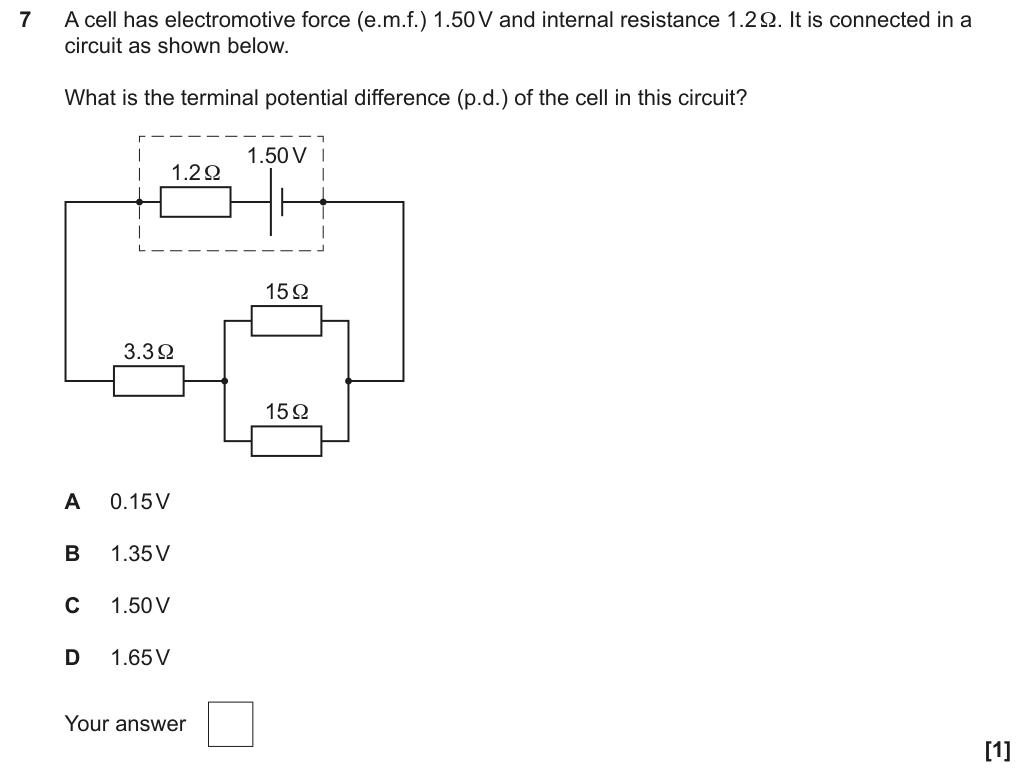 7 A cell has electromotive force (e.m.f.) 1.50 V and internal resistance 1.2 Ω. It is connected in a
circuit as shown below.
What is the terminal potential difference (p.d.) of the cell in this circuit?
1.50 V
1.2 Ω
15 Ω
3.3 Ω
15 Ω
A 0.15 V
B 1.35 V
C 1.50 V
D 1.65 V
Your answer
[1]